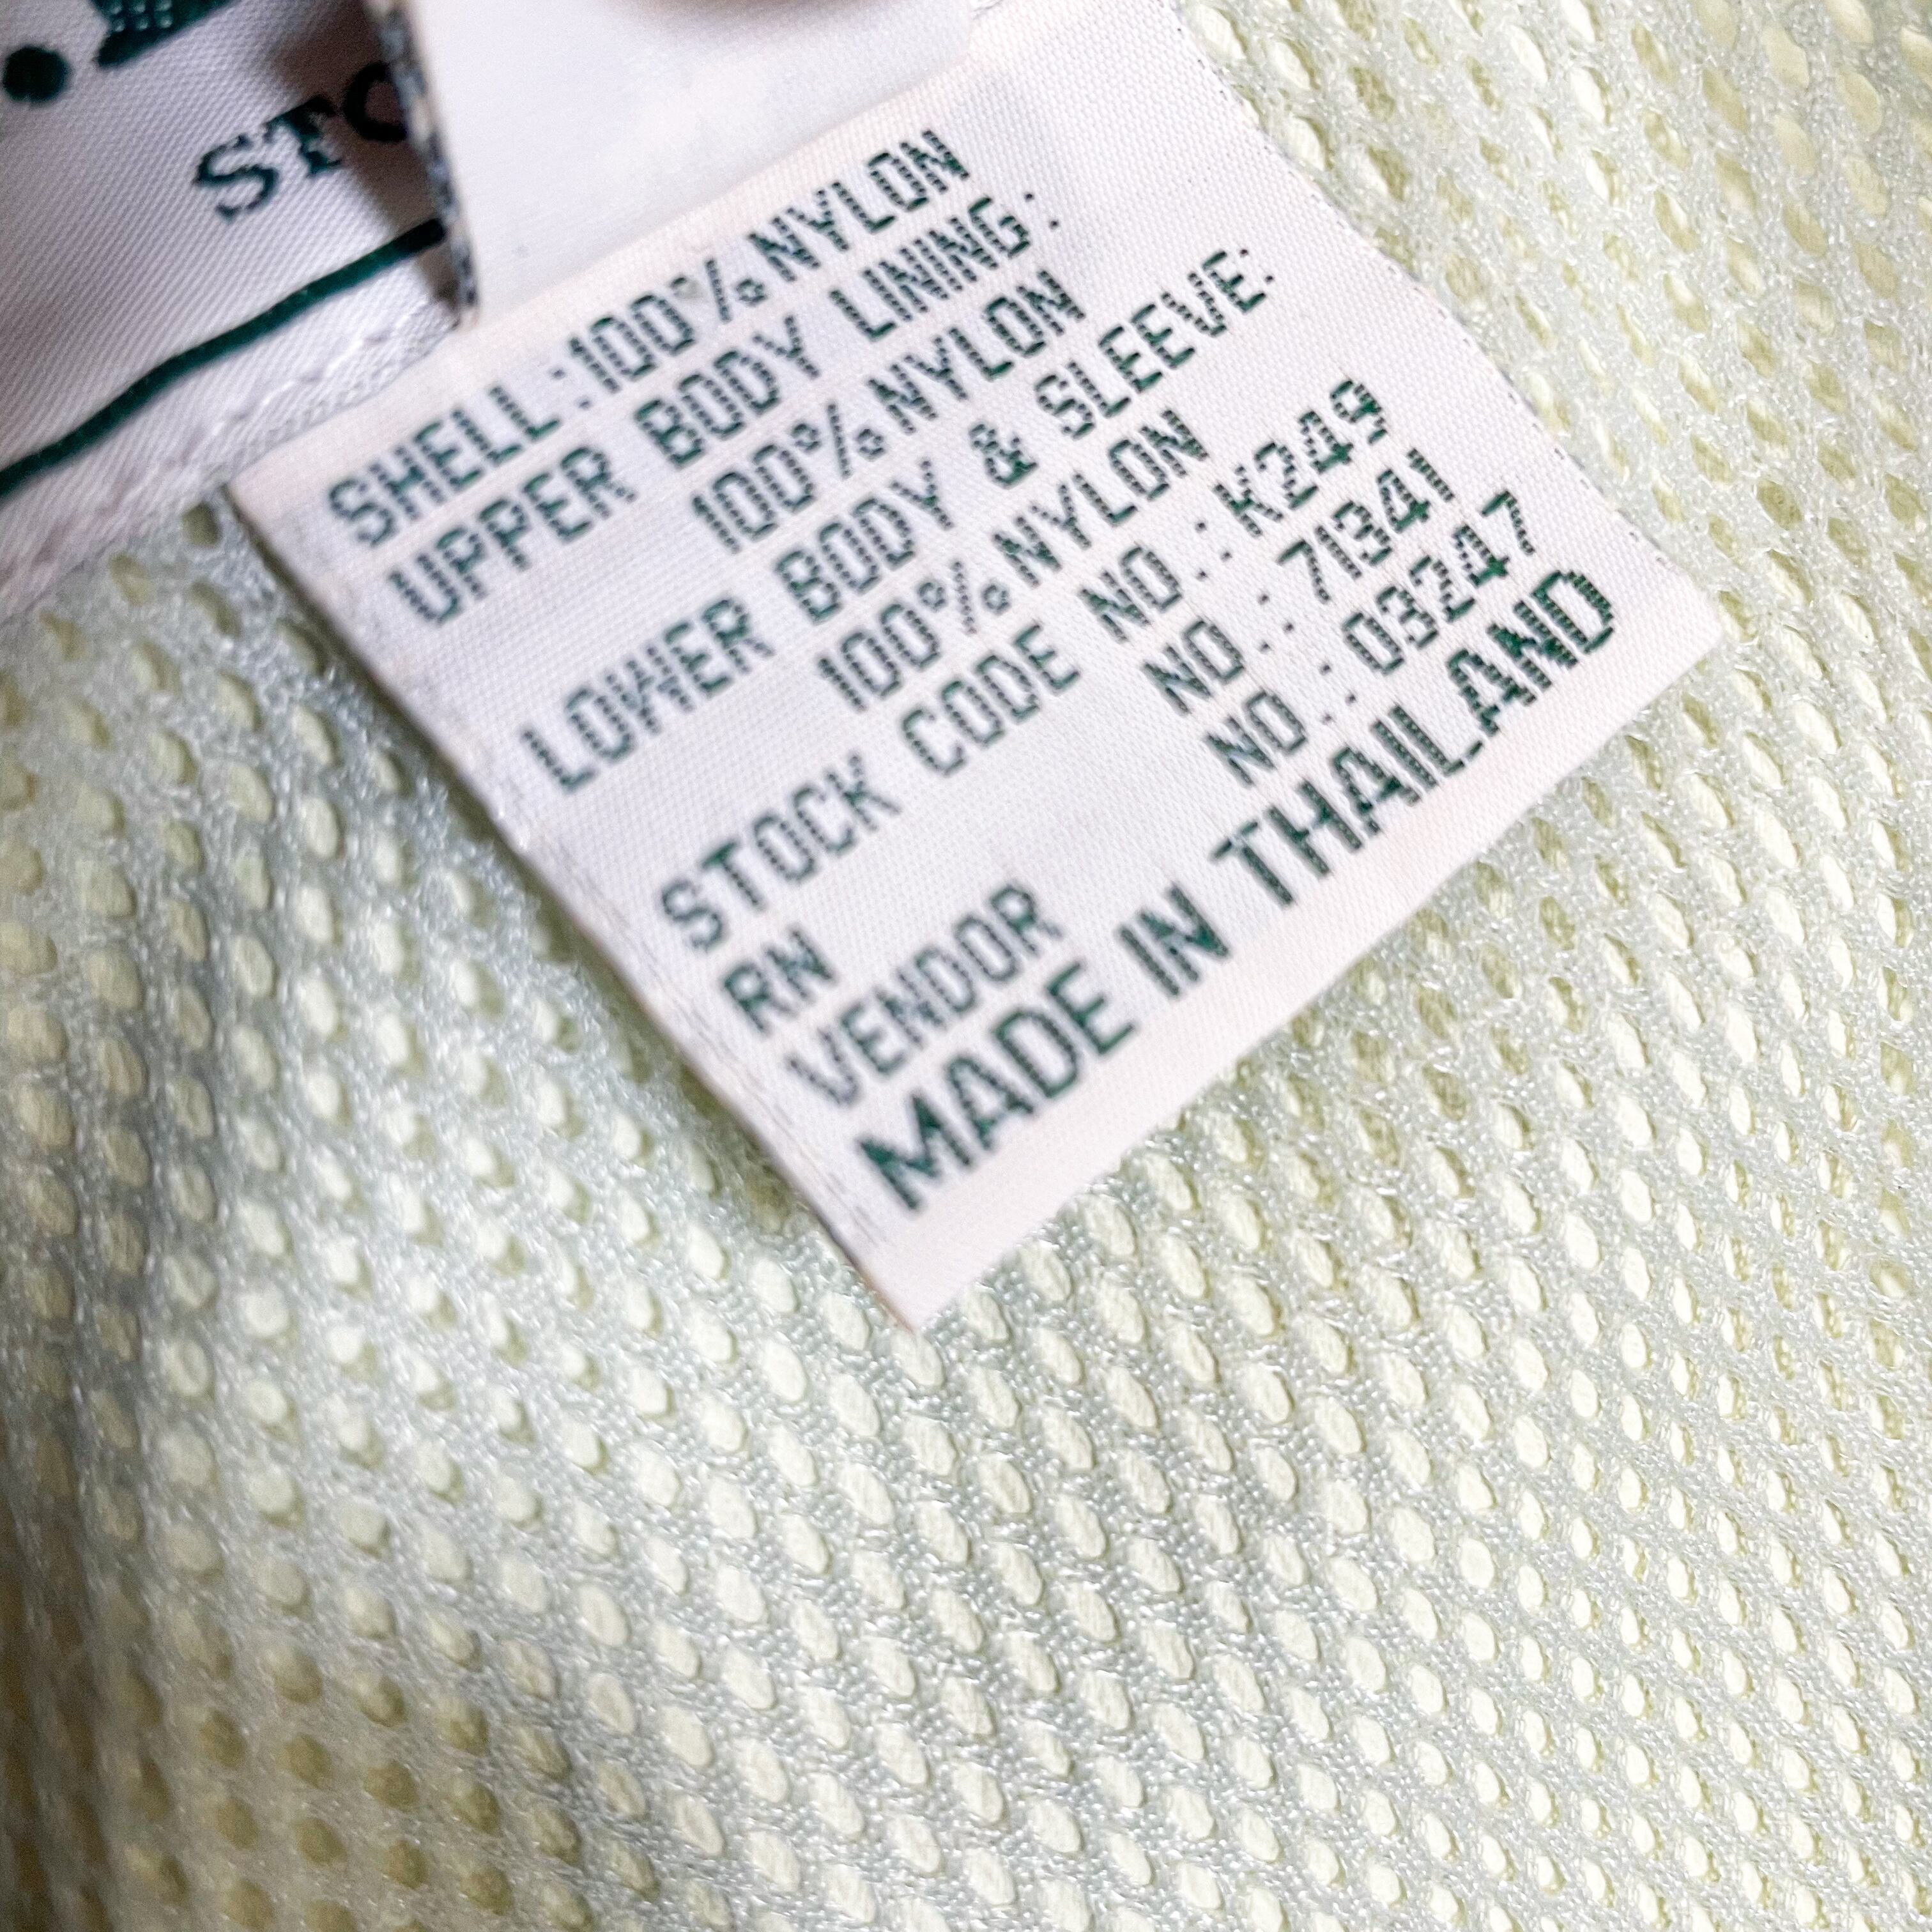 SHELL:100%NYLON
UPPER BODY LINING:
100%NYLON
LOWER BODY & SLEEVE:
100%NYLON
STOCK CODE NO.:K249
RN NO.: 71341
VENDOR NO.:03247
MADE IN THAILAND